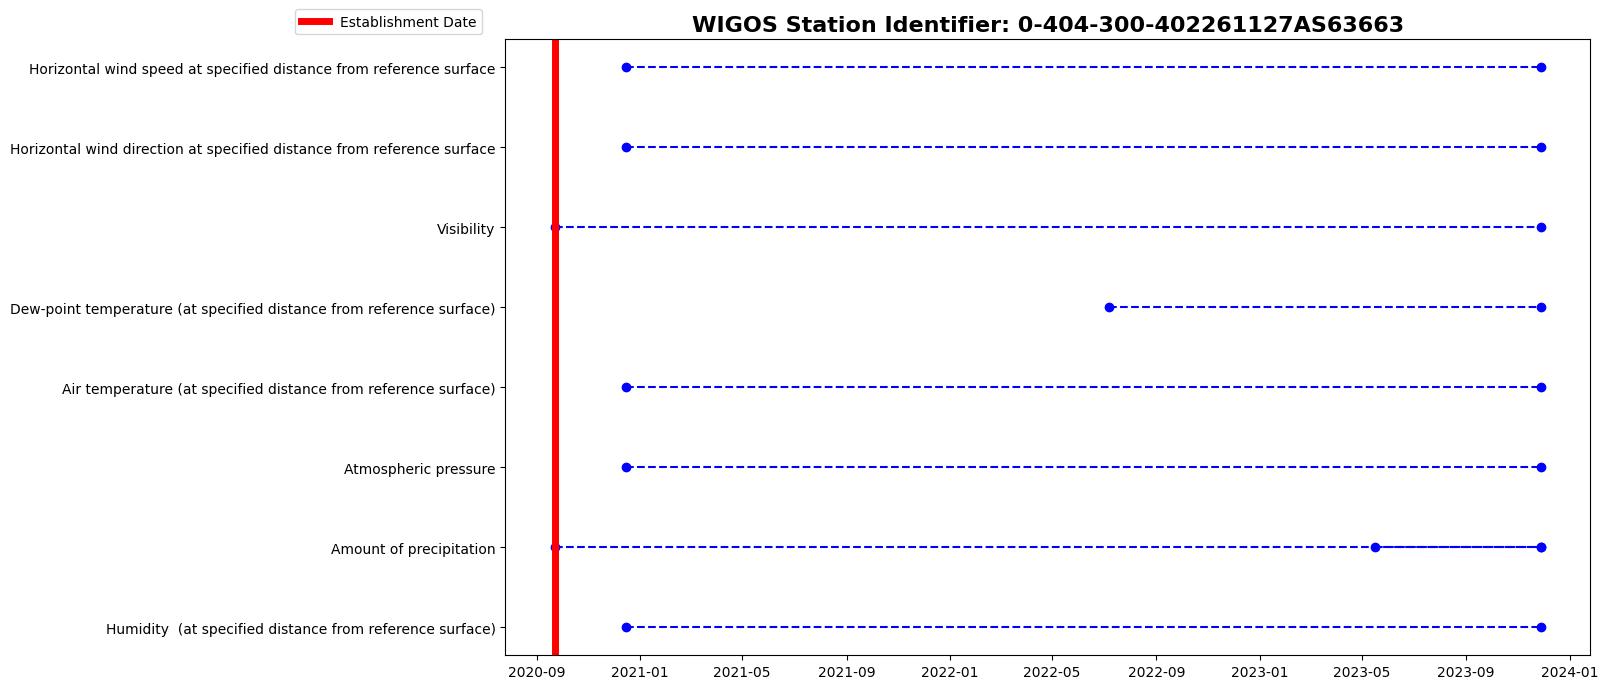 Establishment Date
WIGOS Station Identifier: 0-404-300-402261127AS63663
Horizontal wind speed at specified distance from reference surface
Horizontal wind direction at specified distance from reference surface
Visibility
Dew-point temperature (at specified distance from reference surface)
Air temperature (at specified distance from reference surface)
Atmospheric pressure
Amount of precipitation
Humidity  (at specified distance from reference surface)
2020-09 2021-01 2021-05 2021-09 2022-01 2022-05 2022-09 2023-01 2023-05 2023-09 2024-01